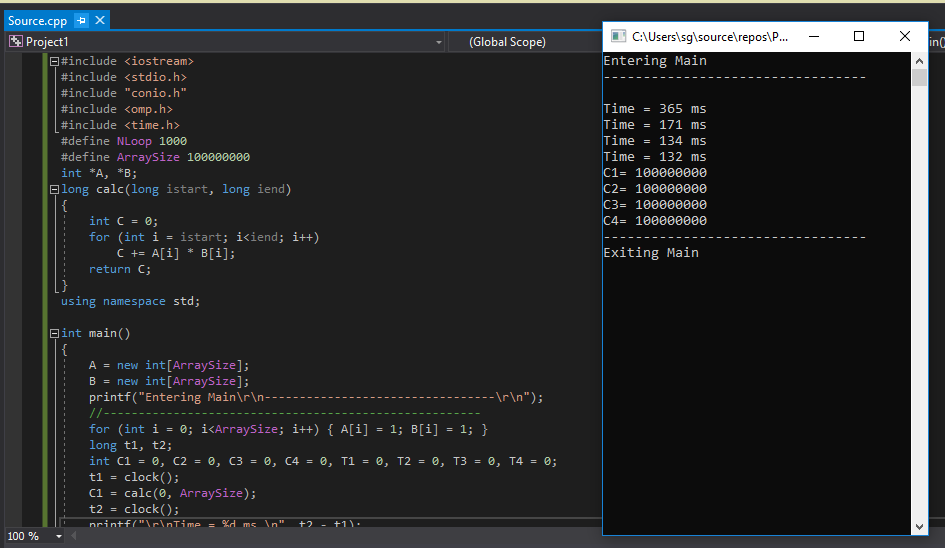 Source.cpp
Project1
(Global Scope)
#include <iostream>
#include <stdio.h>
#include "conio.h"
#include <omp.h>
#include <time.h>
#define NLoop 1000
#define ArraySize 100000000
int *A, *B;
long calc(long istart, long iend)
{
int C = 0;
for (int i = istart; i<iend; i++)
C += A[i] * B[i];
return C;
}
using namespace std;
int main()
{
A = new int[ArraySize];
B = new int[ArraySize];
printf("Entering Main\r\n---------------------------------\r\n");
//------------------------------------------------------
for (int i = 0; i<ArraySize; i++) { A[i] = 1; B[i] = 1; }
long t1, t2;
int C1 = 0, C2 = 0, C3 = 0, C4 = 0, T1 = 0, T2 = 0, T3 = 0, T4 = 0;
t1 = clock();
C1 = calc(0, ArraySize);
t2 = clock();
printf("\r\nTime = %d ms \n", t2 - t1);
100 %
C:\Users\sg\source\repos\P...
Entering Main
---------------------------------
Time = 365 ms
Time = 171 ms
Time = 134 ms
Time = 132 ms
C1= 100000000
C2= 100000000
C3= 100000000
C4= 100000000
---------------------------------
Exiting Main